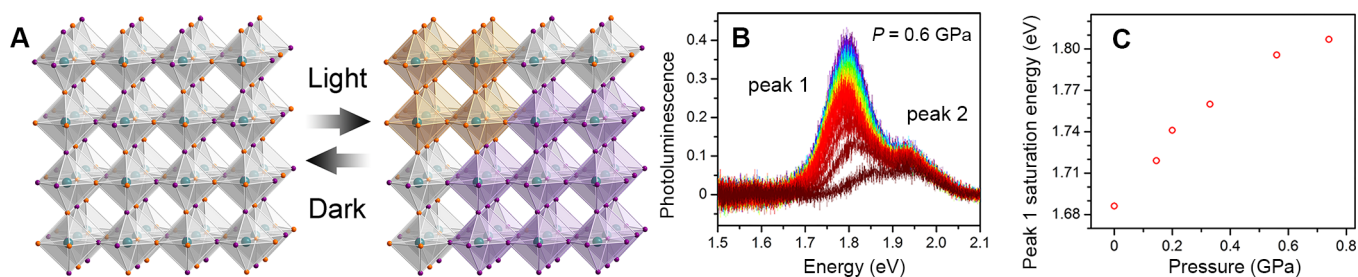 A
Light
Dark
B
P = 0.6 GPa
peak 1
peak 2
Photoluminescence
0.4
0.3
0.2
0.1
0
1.5 1.6 1.7 1.8 1.9 2.0 2.1
Energy (eV)
C
Peak 1 saturation energy (eV)
1.80
1.77
1.74
1.71
1.68
0 0.2 0.4 0.6 0.8
Pressure (GPa)